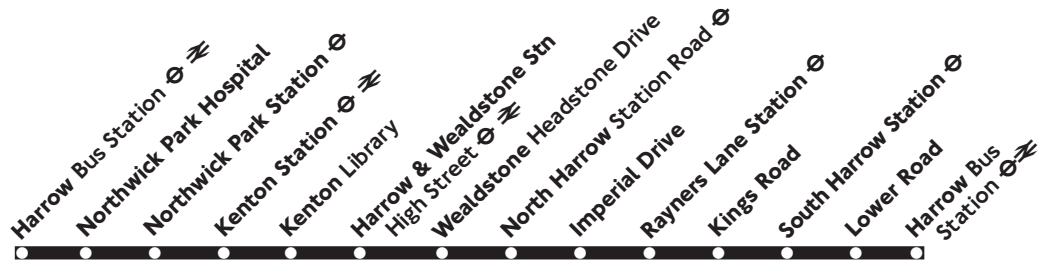 Harrow Bus Station
Northwick Park Hospital
Northwick Park Station
Kenton Station
Kenton Library
Harrow & Wealdstone Stn
High Street
Wealdstone Headstone Drive
North Harrow Station Road
Imperial Drive
Rayners Lane Station
Kings Road
South Harrow Station
Lower Road
Harrow Bus
Station